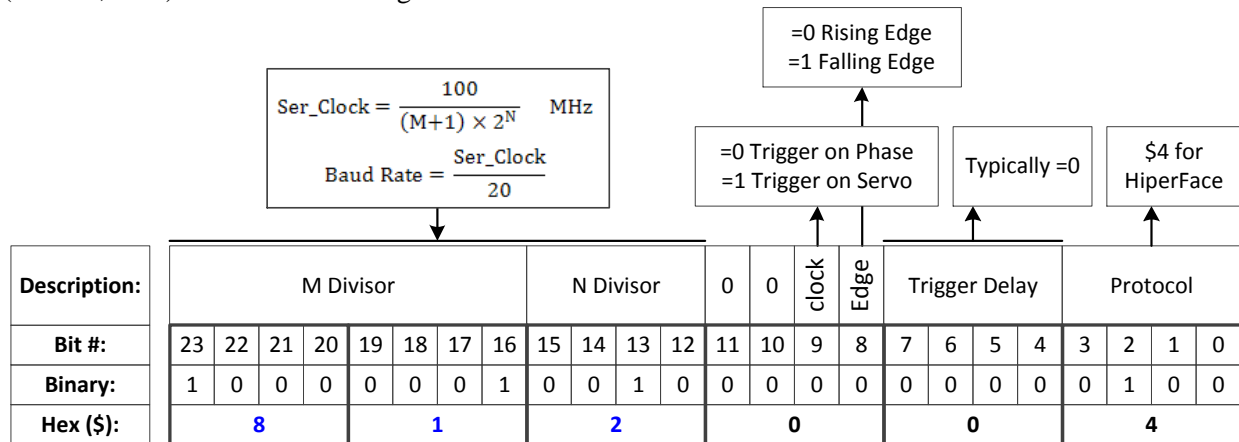 =0 Rising Edge
=1 Falling Edge
Ser_Clock = 100 / (M+1) × 2^N MHz
Baud Rate = Ser_Clock / 20
=0 Trigger on Phase
=1 Trigger on Servo
Typically =0
$4 for
HiperFace
Description: M Divisor N Divisor 0 0 clock Edge Trigger Delay Protocol
Bit #: 23 22 21 20 19 18 17 16 15 14 13 12 11 10 9 8 7 6 5 4 3 2 1 0
Binary: 1 0 0 0 0 0 0 1 0 0 1 0 0 0 0 0 0 0 0 0 0 1 0 0
Hex ($): 8 1 2 0 0 4